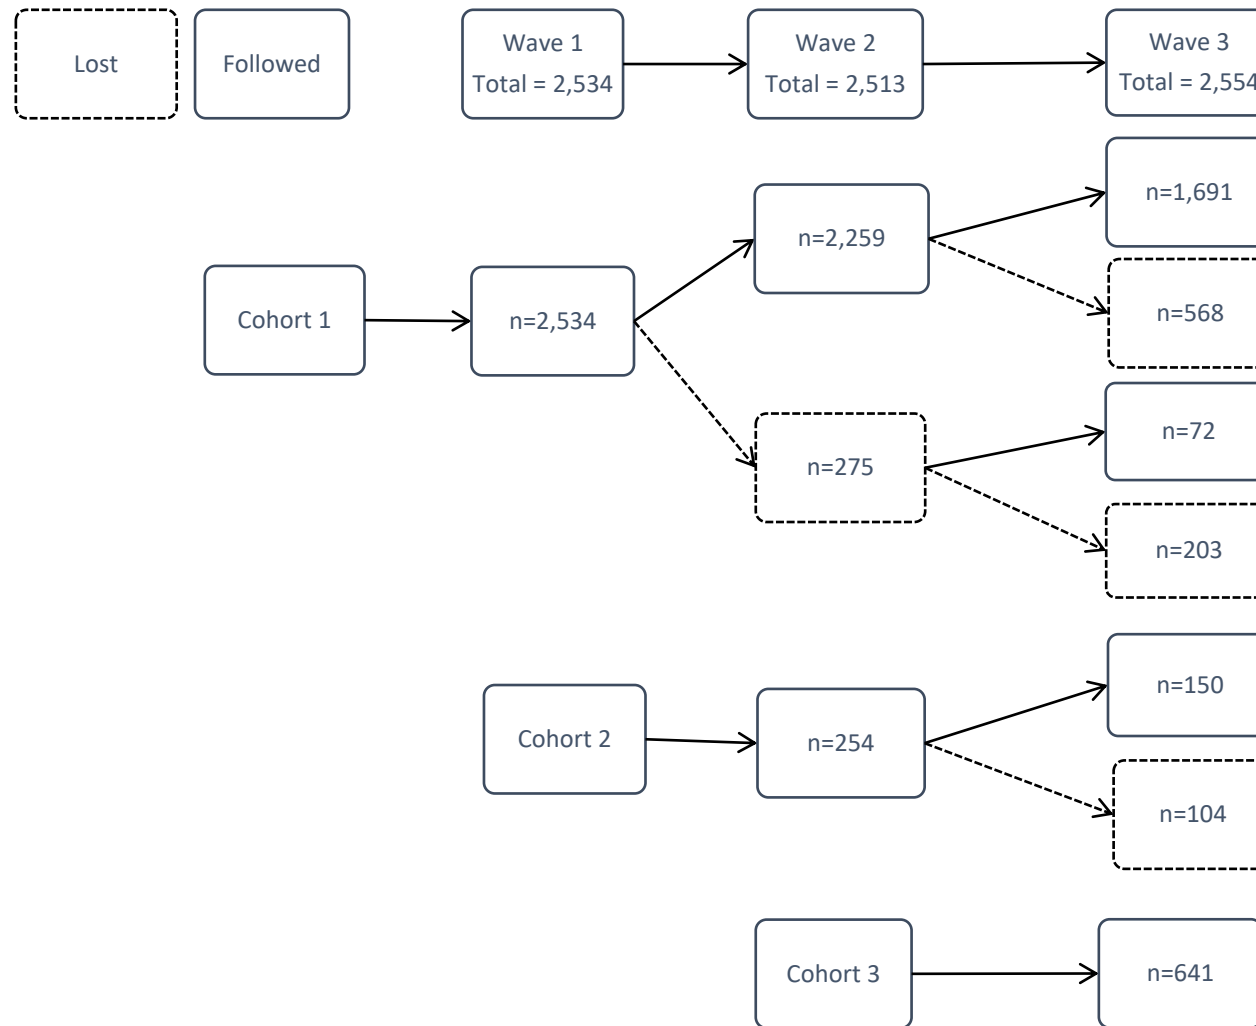 Lost
Followed
Wave 1
Total = 2,534
Wave 2
Total = 2,513
Wave 3
Total = 2,554
Cohort 1
n=2,534
n=2,259
n=275
n=1,691
n=568
n=72
n=203
Cohort 2
n=254
n=150
n=104
Cohort 3
n=641